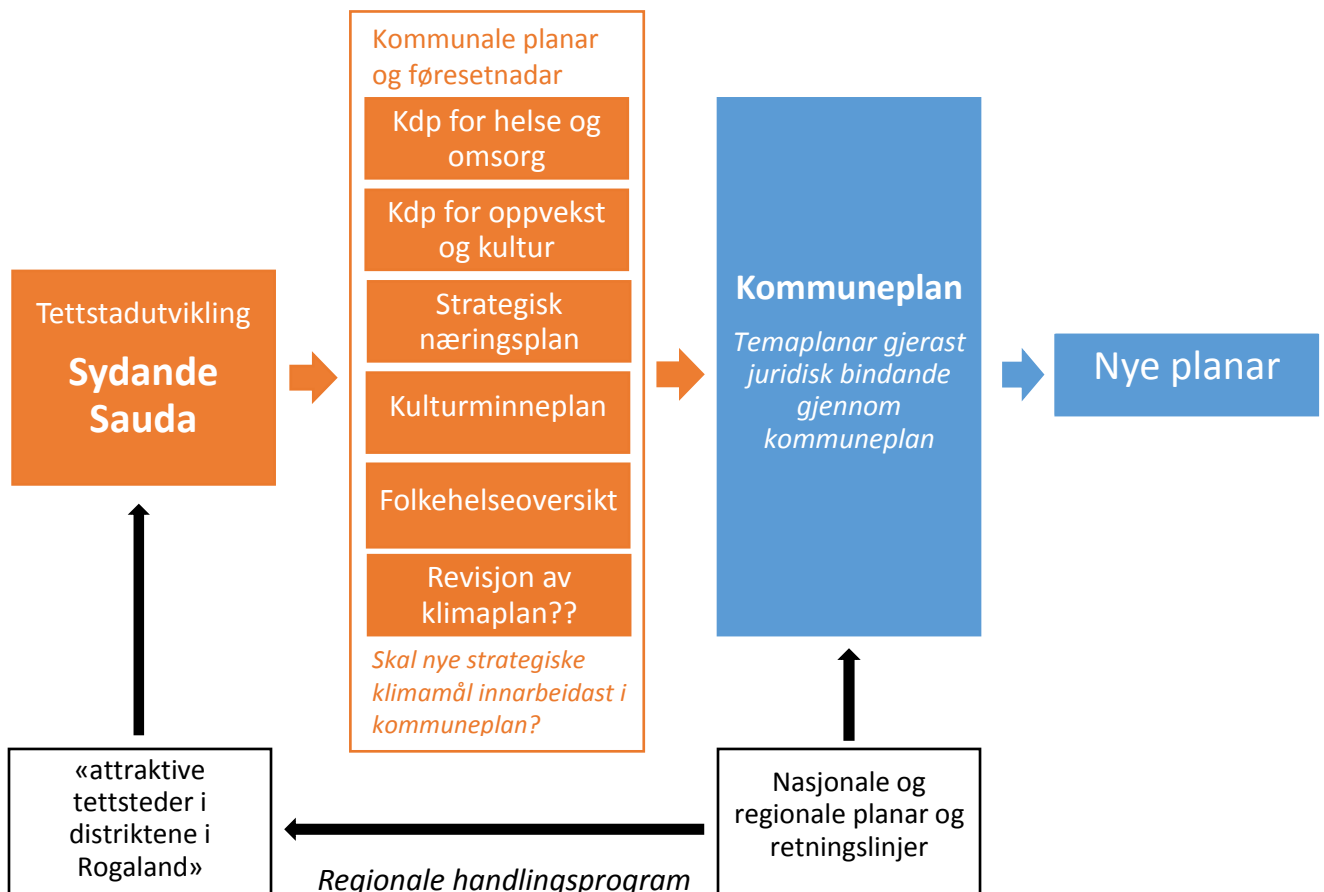 Kommunale planar
og føresetnadar
Kdp for helse og
omsorg
Kdp for oppvekst
og kultur
Strategisk
næringsplan
Kulturminneplan
Folkehelseoversikt
Revisjon av
klimaplan??
Skal nye strategiske
klimamål innarbeidast i
kommuneplan?
Tettstadutvikling
Sydande
Sauda
Kommuneplan
Temaplanar gjerast
juridisk bindande
gjennom
kommuneplan
Nye planar
«attraktive
tettsteder i
distriktene i
Rogaland»
Regionale handlingsprogram
Nasjonale og
regionale planar og
retningslinjer